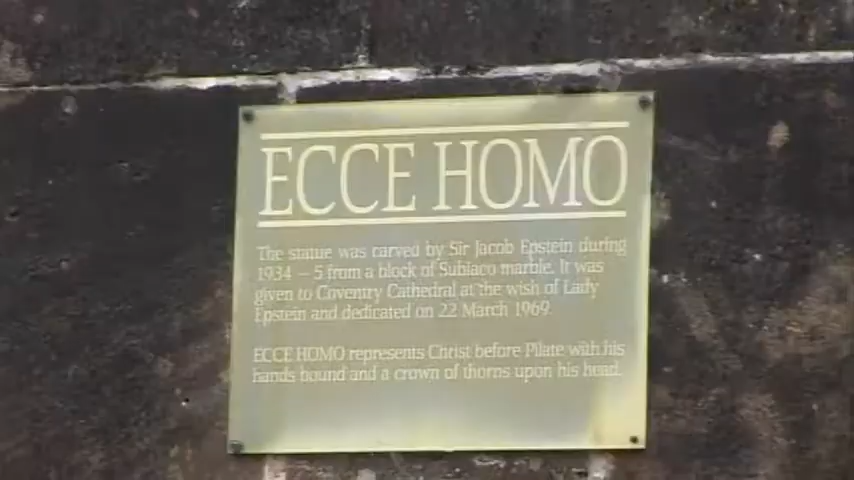 ECCE HOMO
The statue was carved by Sir Jacob Epstein during
1934 – 5 from a block of Subiaco marble. It was
given to Coventry Cathedral at the wish of Lady
Epstein and dedicated on 22 March 1969.
ECCE HOMO represents Christ before Pilate with his
hands bound and a crown of thorns upon his head.